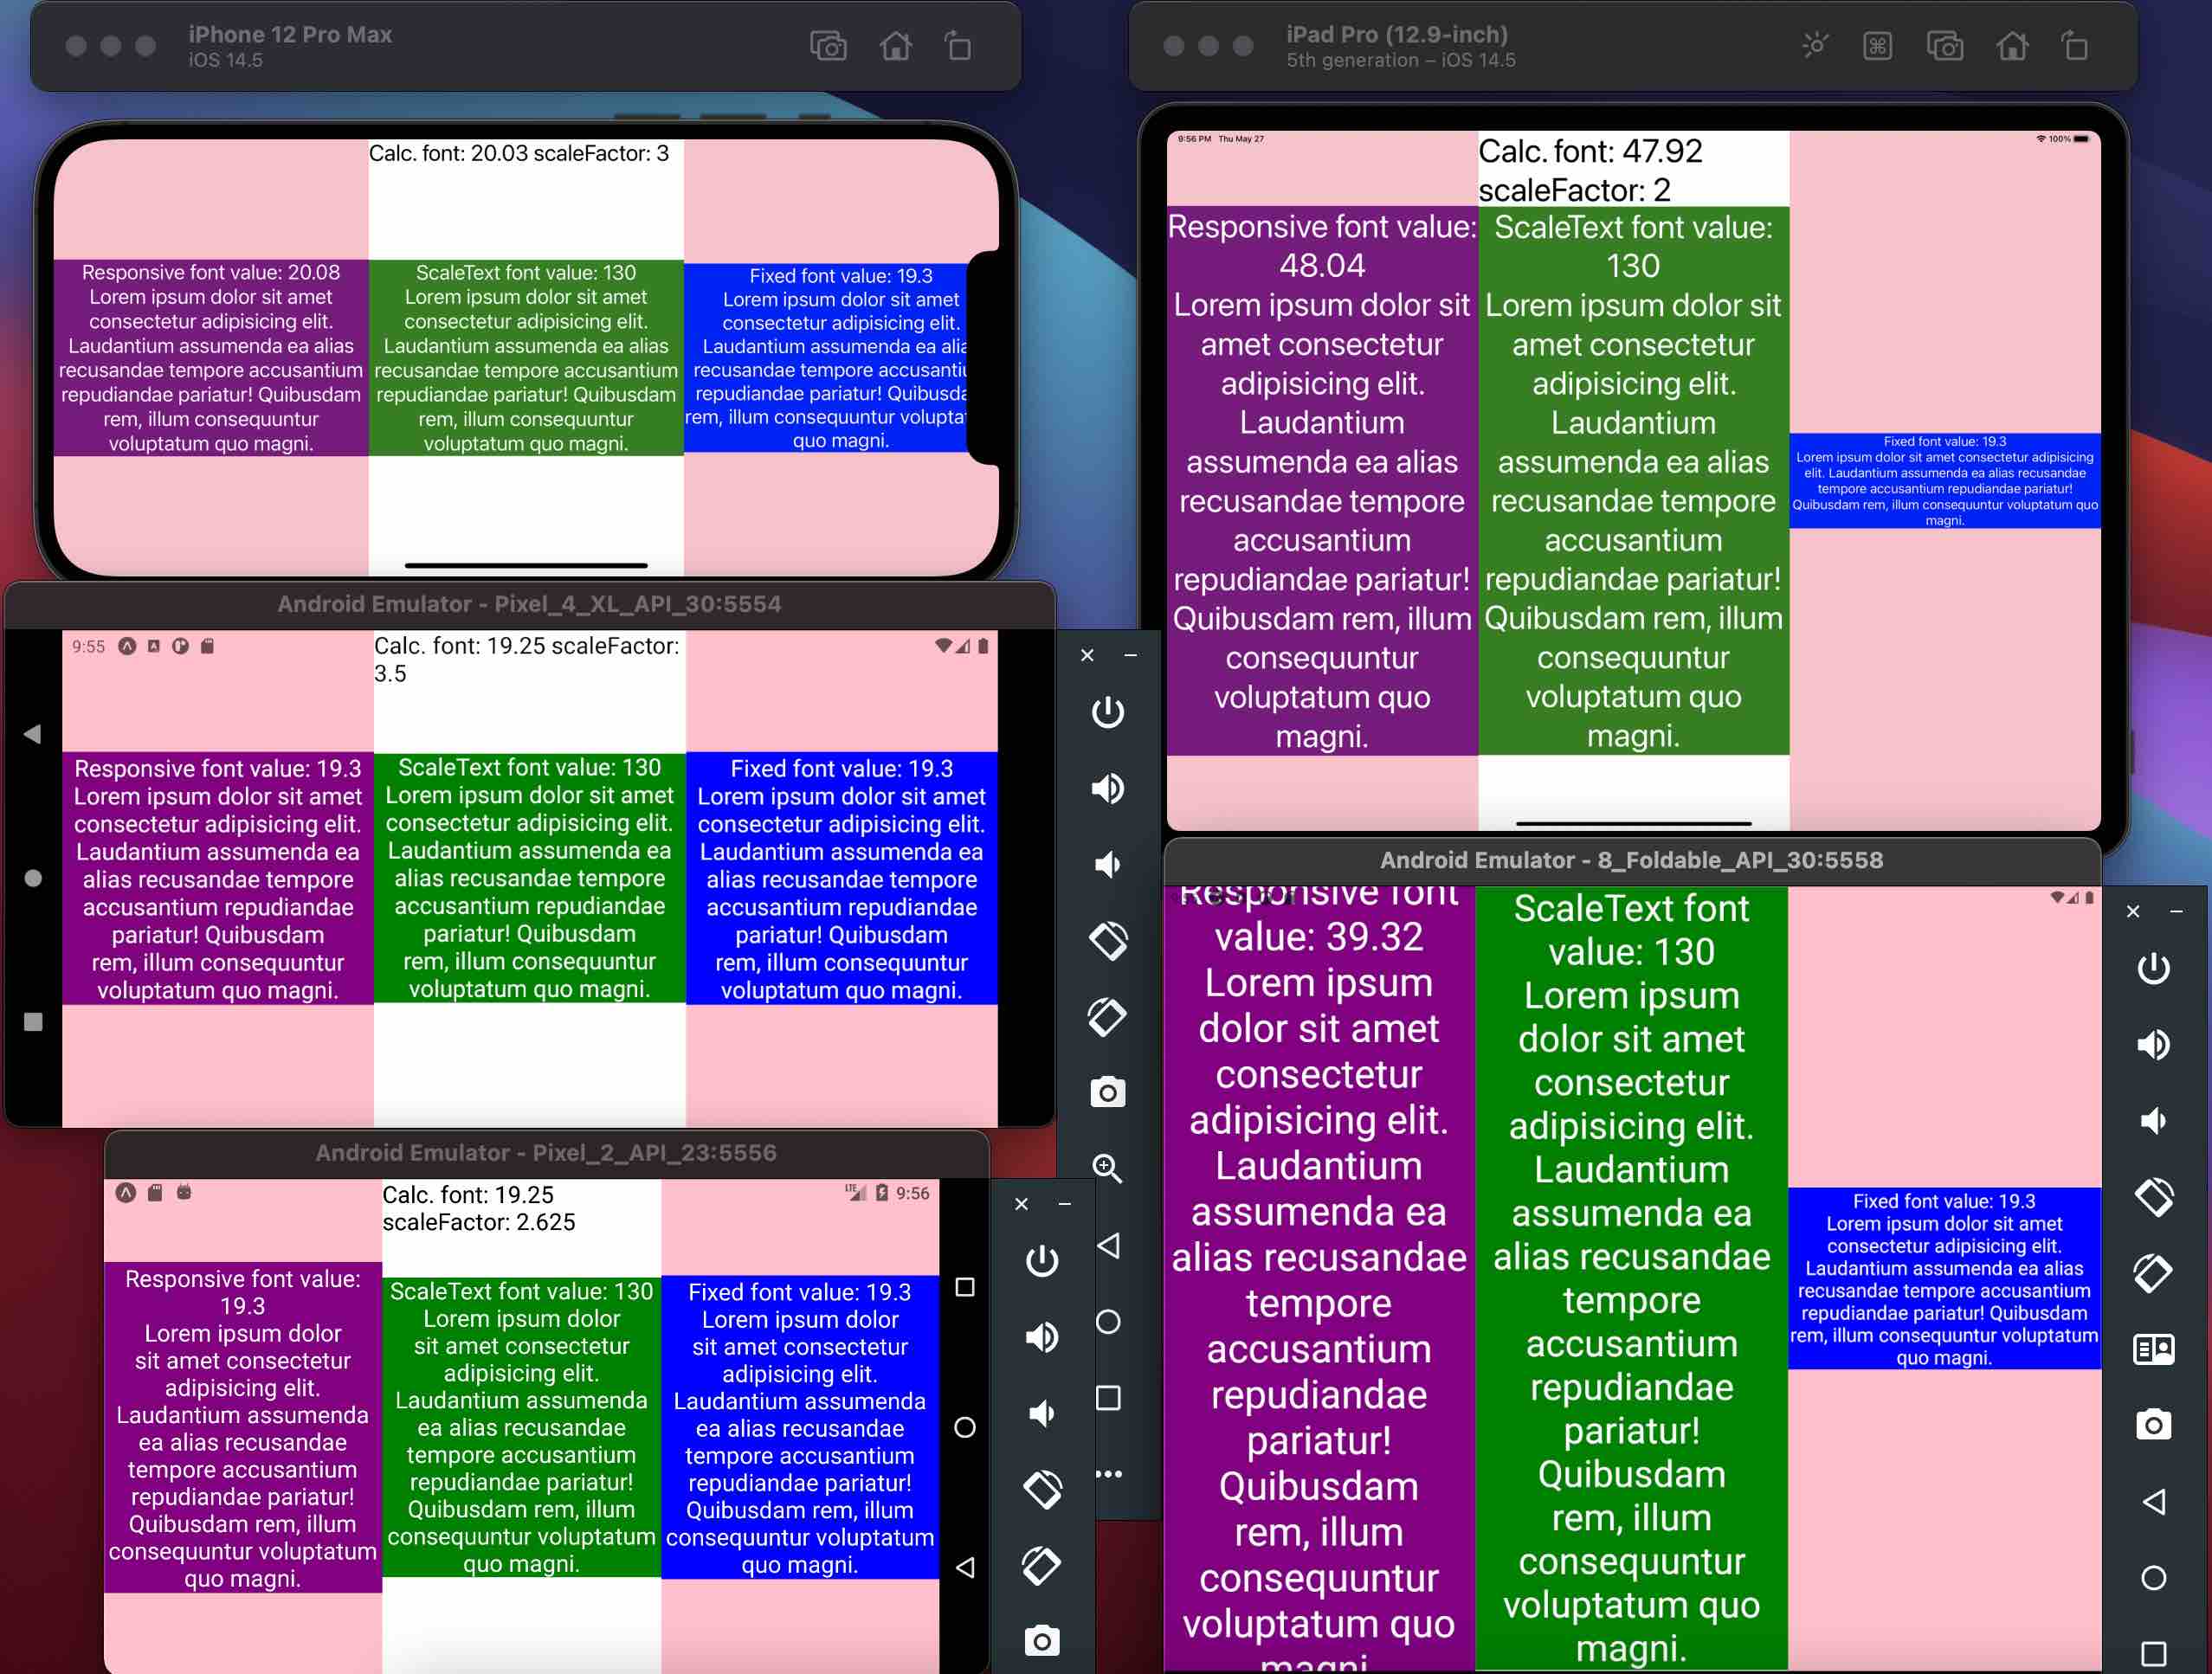 iPhone 12 Pro Max
iOS 14.5
Calc. font: 20.03 scaleFactor: 3
Responsive font value: 20.08
Lorem ipsum dolor sit amet
consectetur adipisicing elit.
Laudantium assumenda ea alias
recusandae tempore accusantium
repudiandae pariatur! Quibusdam
rem, illum consequuntur
voluptatum quo magni.
ScaleText font value: 130
Lorem ipsum dolor sit amet
consectetur adipisicing elit.
Laudantium assumenda ea alias
recusandae tempore accusantium
repudiandae pariatur! Quibusdam
rem, illum consequuntur
voluptatum quo magni.
Fixed font value: 19.3
Lorem ipsum dolor sit amet
consectetur adipisicing elit.
Laudantium assumenda ea alia
recusandae tempore accusantiu
repudiandae pariatur! Quibusda
rem, illum consequuntur volupta
quo magni.
iPad Pro (12.9-inch)
5th generation – iOS 14.5
9:56 PM Thu May 27
100%
Calc. font: 47.92
scaleFactor: 2
Responsive font value:
48.04
Lorem ipsum dolor sit
amet consectetur
adipisicing elit.
Laudantium
assumenda ea alias
recusandae tempore
accusantium
repudiandae pariatur!
Quibusdam rem, illum
consequuntur
voluptatum quo
magni.
ScaleText font value:
130
Lorem ipsum dolor sit
amet consectetur
adipisicing elit.
Laudantium
assumenda ea alias
recusandae tempore
accusantium
repudiandae pariatur!
Quibusdam rem, illum
consequuntur
voluptatum quo
magni.
Fixed font value: 19.3
Lorem ipsum dolor sit amet consectetur adipisicing
elit. Laudantium assumenda ea alias recusandae
tempore accusantium repudiandae pariatur!
Quibusdam rem, illum consequuntur voluptatum quo
magni.
Android Emulator - Pixel_4_XL_API_30:5554
9:55
Calc. font: 19.25 scaleFactor:
3.5
Responsive font value: 19.3
Lorem ipsum dolor sit amet
consectetur adipisicing elit.
Laudantium assumenda ea
alias recusandae tempore
accusantium repudiandae
pariatur! Quibusdam
rem, illum consequuntur
voluptatum quo magni.
ScaleText font value: 130
Lorem ipsum dolor sit amet
consectetur adipisicing elit.
Laudantium assumenda ea
alias recusandae tempore
accusantium repudiandae
pariatur! Quibusdam
rem, illum consequuntur
voluptatum quo magni.
Fixed font value: 19.3
Lorem ipsum dolor sit amet
consectetur adipisicing elit.
Laudantium assumenda ea
alias recusandae tempore
accusantium repudiandae
pariatur! Quibusdam
rem, illum consequuntur
voluptatum quo magni.
Android Emulator - Pixel_2_API_23:5556
LTE 9:56
Calc. font: 19.25
scaleFactor: 2.625
Responsive font value:
19.3
Lorem ipsum dolor
sit amet consectetur
adipisicing elit.
Laudantium assumenda
ea alias recusandae
tempore accusantium
repudiandae pariatur!
Quibusdam rem, illum
consequuntur voluptatum
quo magni.
ScaleText font value: 130
Lorem ipsum dolor
sit amet consectetur
adipisicing elit.
Laudantium assumenda
ea alias recusandae
tempore accusantium
repudiandae pariatur!
Quibusdam rem, illum
consequuntur voluptatum
quo magni.
Fixed font value: 19.3
Lorem ipsum dolor
sit amet consectetur
adipisicing elit.
Laudantium assumenda
ea alias recusandae
tempore accusantium
repudiandae pariatur!
Quibusdam rem, illum
consequuntur voluptatum
quo magni.
Android Emulator - 8_Foldable_API_30:5558
Responsive font
value: 39.32
Lorem ipsum
dolor sit amet
consectetur
adipisicing elit.
Laudantium
assumenda ea
alias recusandae
tempore
accusantium
repudiandae
pariatur!
Quibusdam
rem, illum
consequuntur
voluptatum quo
magni
ScaleText font
value: 130
Lorem ipsum
dolor sit amet
consectetur
adipisicing elit.
Laudantium
assumenda ea
alias recusandae
tempore
accusantium
repudiandae
pariatur!
Quibusdam
rem, illum
consequuntur
voluptatum quo
magni.
Fixed font value: 19.3
Lorem ipsum dolor sit amet
consectetur adipisicing elit.
Laudantium assumenda ea alias
recusandae tempore accusantium
repudiandae pariatur! Quibusdam
rem, illum consequuntur voluptatum
quo magni.